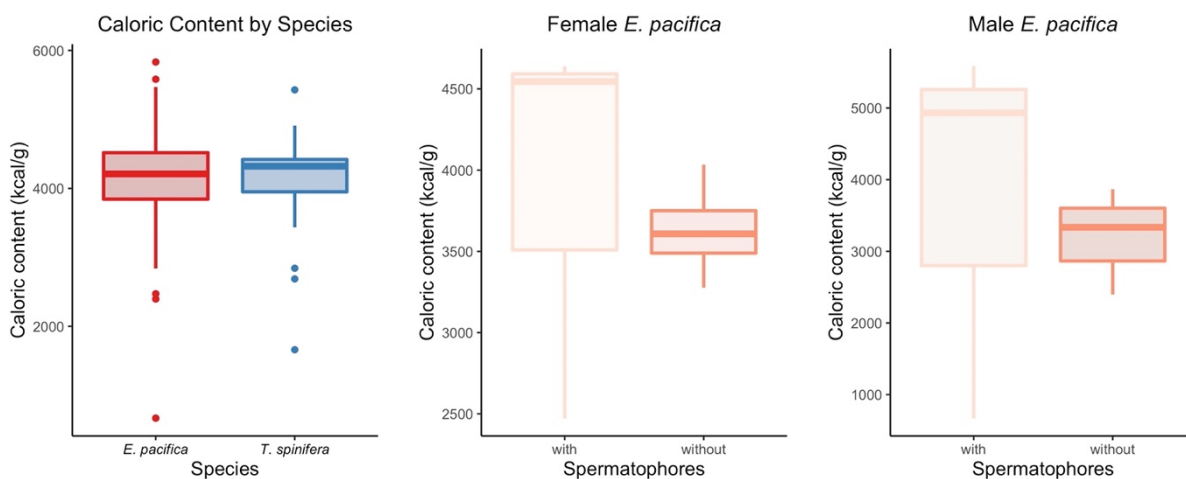 Caloric Content by Species
Caloric content (kcal/g)
6000
4000
2000
E. pacifica
T. spinifera
Species
Female E. pacifica
Caloric content (kcal/g)
4500
4000
3500
3000
2500
with
without
Spermatophores
Male E. pacifica
Caloric content (kcal/g)
5000
4000
3000
2000
1000
with
without
Spermatophores